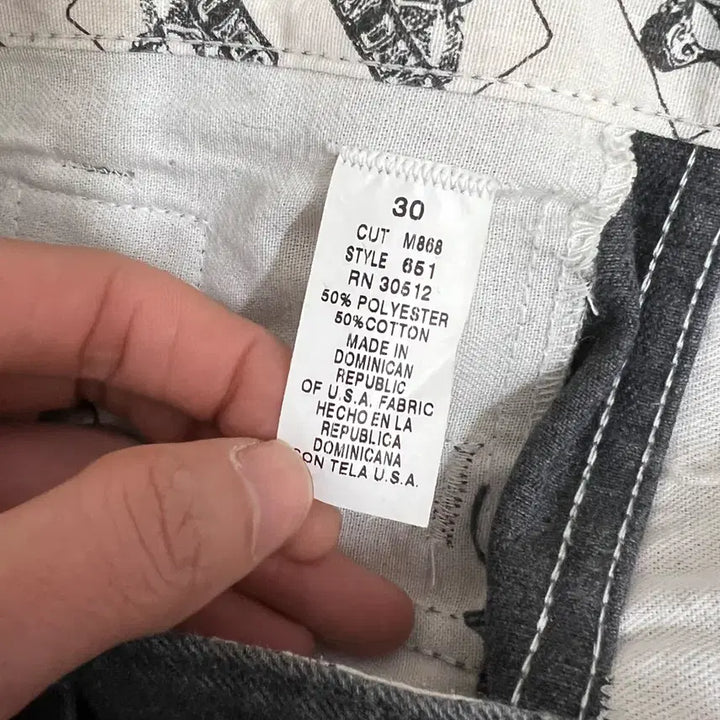 30
CUT M868
STYLE 651
RN 30512
50% POLYESTER
50%COTTON
MADE IN
DOMINICAN
REPUBLIC
OF U.S.A. FABRIC
HECHO EN LA
REPUBLICA
DOMINICANA
TELA U.S.A.